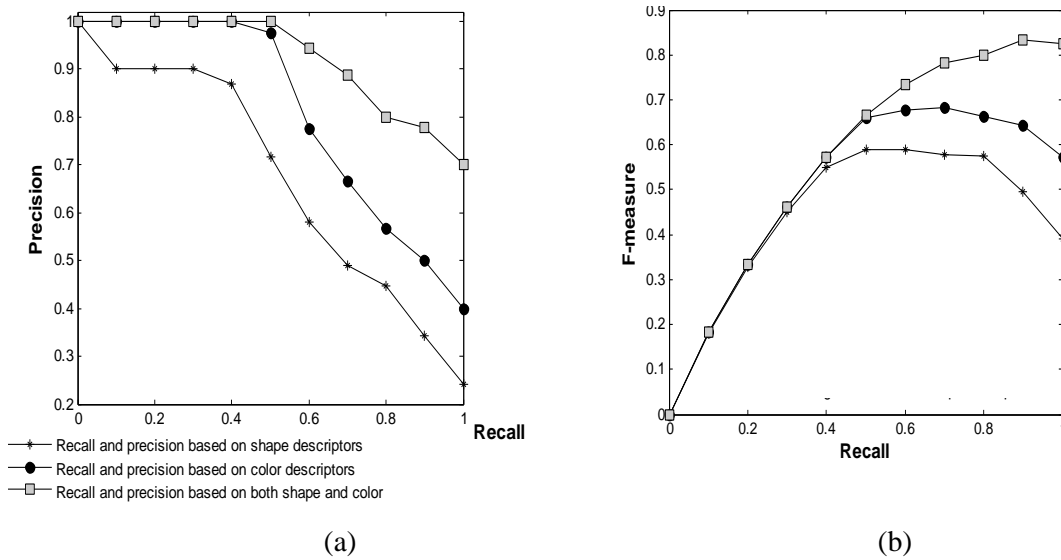 1
0.9
0.8
0.7
0.6
0.5
0.4
0.3
0.2
Precision
0 0.2 0.4 0.6 0.8 1
Recall
Recall and precision based on shape descriptors
Recall and precision based on color descriptors
Recall and precision based on both shape and color
(a)
0.9
0.8
0.7
0.6
0.5
0.4
0.3
0.2
0.1
0
F-measure
0 0.2 0.4 0.6 0.8
Recall
(b)